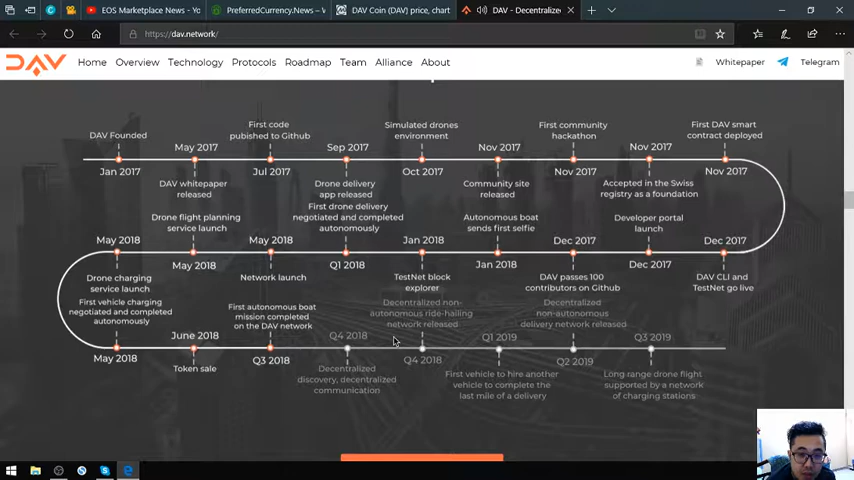 EOS Marketplace News - Yo
PreferredCurrency.News – V
DAV Coin (DAV) price, chart
DAV - Decentralized
https://dav.network/
DAV
Home
Overview
Technology
Protocols
Roadmap
Team
Alliance
About
Whitepaper
Telegram
DAV Founded
Jan 2017
May 2017
DAV whitepaper
released
First code
pubished to Github
Jul 2017
Sep 2017
Drone delivery
app released
Simulated drones
environment
Oct 2017
Nov 2017
Community site
released
First community
hackathon
Nov 2017
Nov 2017
Accepted in the Swiss
registry as a foundation
First DAV smart
contract deployed
Nov 2017
Dec 2017
DAV CLI and
TestNet go live
Developer portal
launch
Dec 2017
Dec 2017
DAV passes 100
contributors on Github
Autonomous boat
sends first selfie
Jan 2018
Jan 2018
TestNet block
explorer
First drone delivery
negotiated and completed
autonomously
Q1 2018
May 2018
Network launch
Drone flight planning
service launch
May 2018
May 2018
Drone charging
service launch
First vehicle charging
negotiated and completed
autonomously
May 2018
June 2018
Token sale
First autonomous boat
mission completed
on the DAV network
Q3 2018
Q4 2018
Decentralized
discovery, decentralized
communication
Decentralized non-
autonomous ride-hailing
network released
Q4 2018
Q1 2019
First vehicle to hire another
vehicle to complete the
last mile of a delivery
Decentralized
non-autonomous
delivery network released
Q2 2019
Q3 2019
Long range drone flight
supported by a network
of charging stations